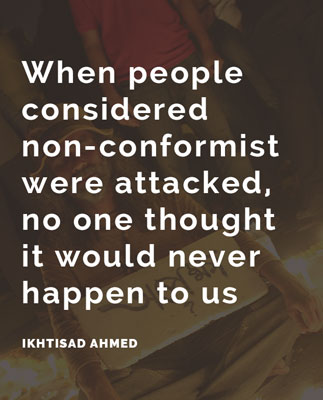 When people
considered
non-conformist
were attacked,
no one thought
it would never
happen to us
IKHTISAD AHMED